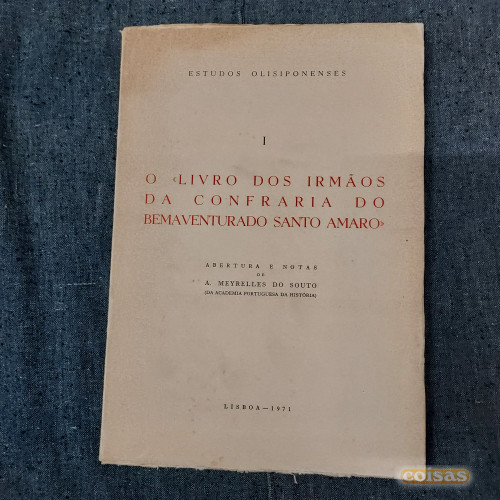 ESTUDOS OLISIPONENSES
I
O «LIVRO DOS IRMÃOS
DA CONFRARIA DO
BEMAVENTURADO SANTO AMARO»
ABERTURA E NOTAS
DE
A. MEYRELLES DO SOUTO
(DA ACADEMIA PORTUGUESA DA HISTÓRIA)
LISBOA — 1971
coisas